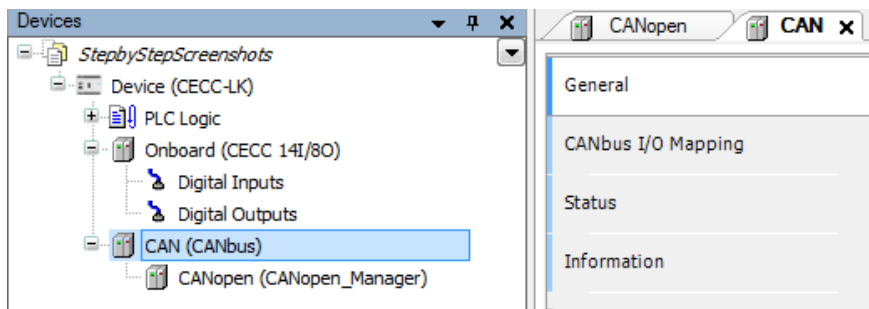 Devices
StepbyStepScreenshots
Device (CECC-LK)
PLC Logic
Onboard (CECC 14I/8O)
Digital Inputs
Digital Outputs
CAN (CANbus)
CANopen (CANopen_Manager)
CANopen
CAN
General
CANbus I/O Mapping
Status
Information